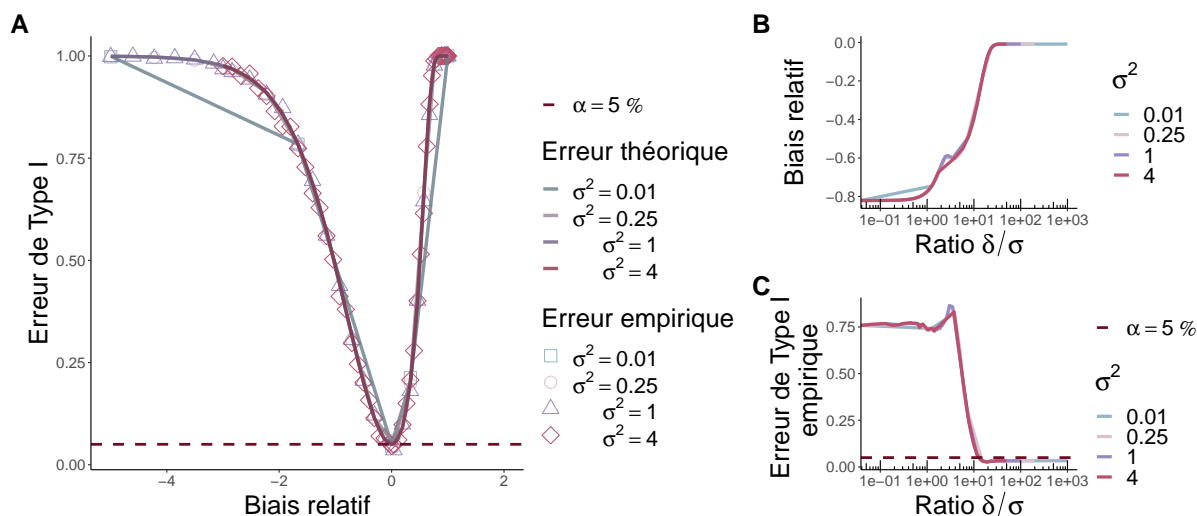 A
1.00
0.75
0.50
0.25
0.00
Erreur de Type I
−4
−2
0
2
Biais relatif
α = 5 %
Erreur théorique
σ² = 0.01
σ² = 0.25
σ² = 1
σ² = 4
Erreur empirique
σ² = 0.01
σ² = 0.25
σ² = 1
σ² = 4
B
0.0
−0.2
−0.4
−0.6
−0.8
Biais relatif
1e−01
1e+00
1e+01
1e+02
1e+03
Ratio δ/σ
σ²
0.01
0.25
1
4
C
0.75
0.50
0.25
0.00
Erreur de Type I
empirique
1e−01
1e+00
1e+01
1e+02
1e+03
Ratio δ/σ
α = 5 %
σ²
0.01
0.25
1
4